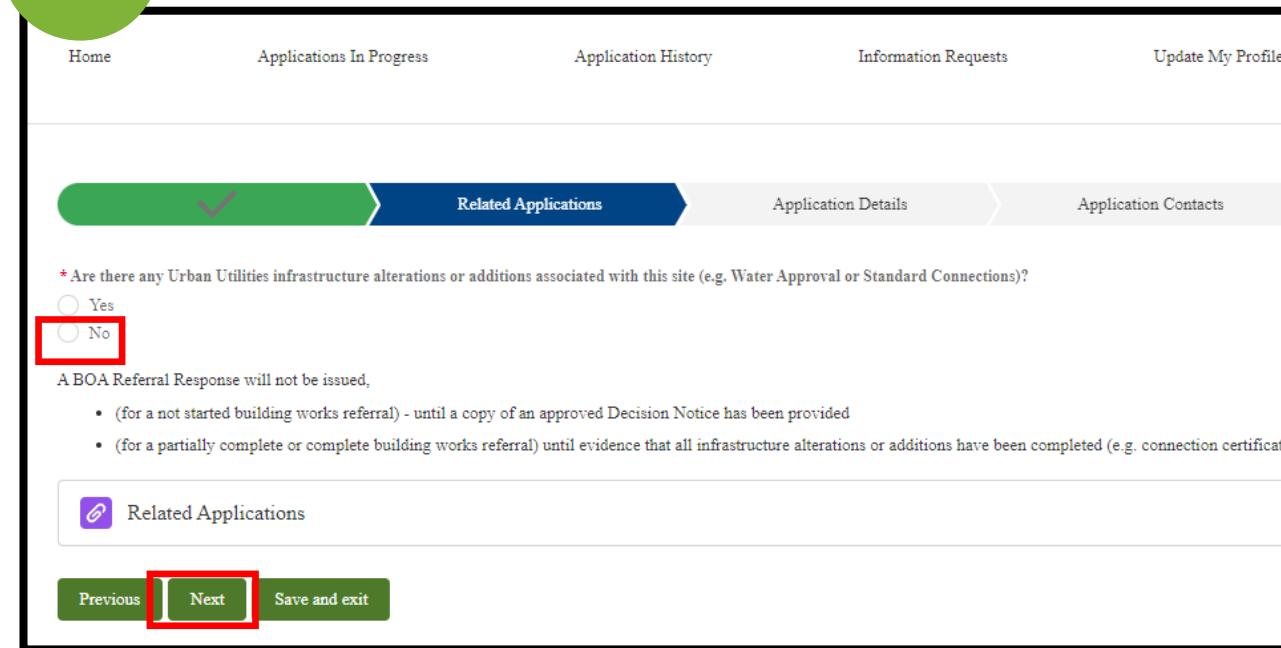 Home Applications In Progress Application History Information Requests Update My Profile
Related Applications Application Details Application Contacts
* Are there any Urban Utilities infrastructure alterations or additions associated with this site (e.g. Water Approval or Standard Connections)?
Yes
No
A BOA Referral Response will not be issued,
• (for a not started building works referral) - until a copy of an approved Decision Notice has been provided
• (for a partially complete or complete building works referral) until evidence that all infrastructure alterations or additions have been completed (e.g. connection certificat
Related Applications
Previous Next Save and exit